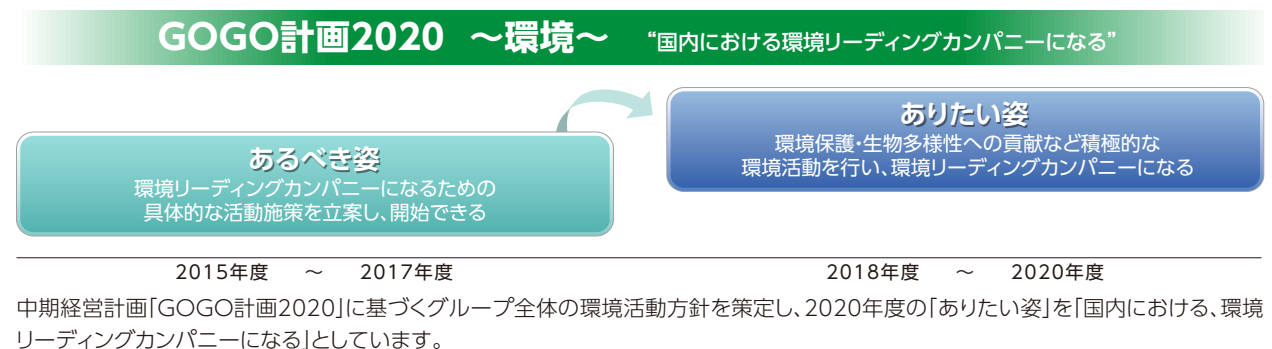 GOGO計画2020 ～環境～ “国内における環境リーディングカンパニーになる”
ありたい姿
環境保護・生物多様性への貢献など積極的な
環境活動を行い、環境リーディングカンパニーになる
あるべき姿
環境リーディングカンパニーになるための
具体的な活動施策を立案し、開始できる
2015年度 ～ 2017年度
2018年度 ～ 2020年度
中期経営計画「GOGO計画2020」に基づくグループ全体の環境活動方針を策定し、2020年度の「ありたい姿」を「国内における、環境
リーディングカンパニーになる」としています。